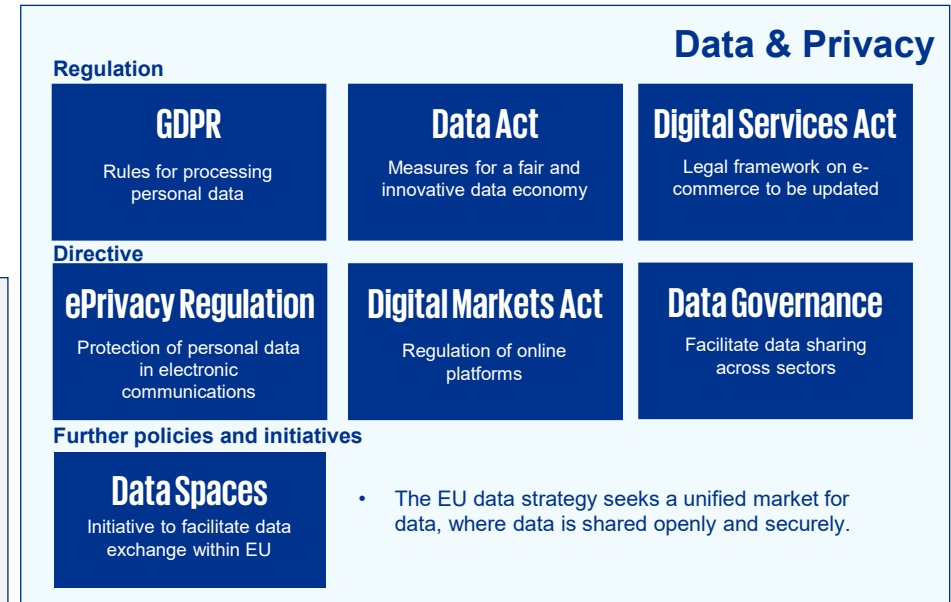 Data & Privacy
Regulation
GDPR
Rules for processing
personal data
Data Act
Measures for a fair and
innovative data economy
Digital Services Act
Legal framework on e-
commerce to be updated
Directive
ePrivacy Regulation
Protection of personal data
in electronic
communications
Digital Markets Act
Regulation of online
platforms
Data Governance
Facilitate data sharing
across sectors
Further policies and initiatives
Data Spaces
Initiative to facilitate data
exchange within EU
• The EU data strategy seeks a unified market for
data, where data is shared openly and securely.